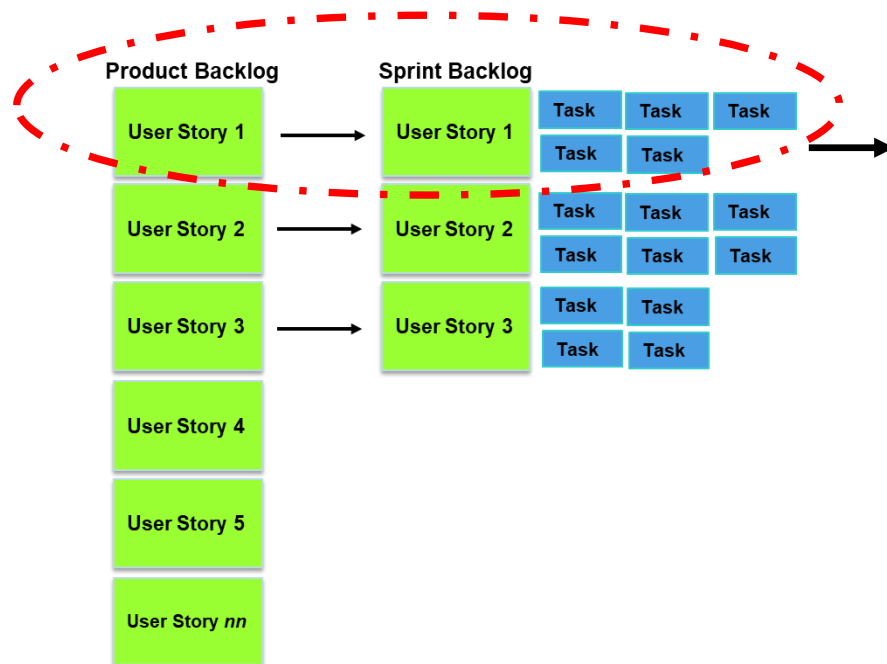 Product Backlog
Sprint Backlog
User Story 1
User Story 1
Task
Task
Task
Task
Task
User Story 2
User Story 2
Task
Task
Task
Task
Task
Task
User Story 3
User Story 3
Task
Task
Task
Task
User Story 4
User Story 5
User Story nn